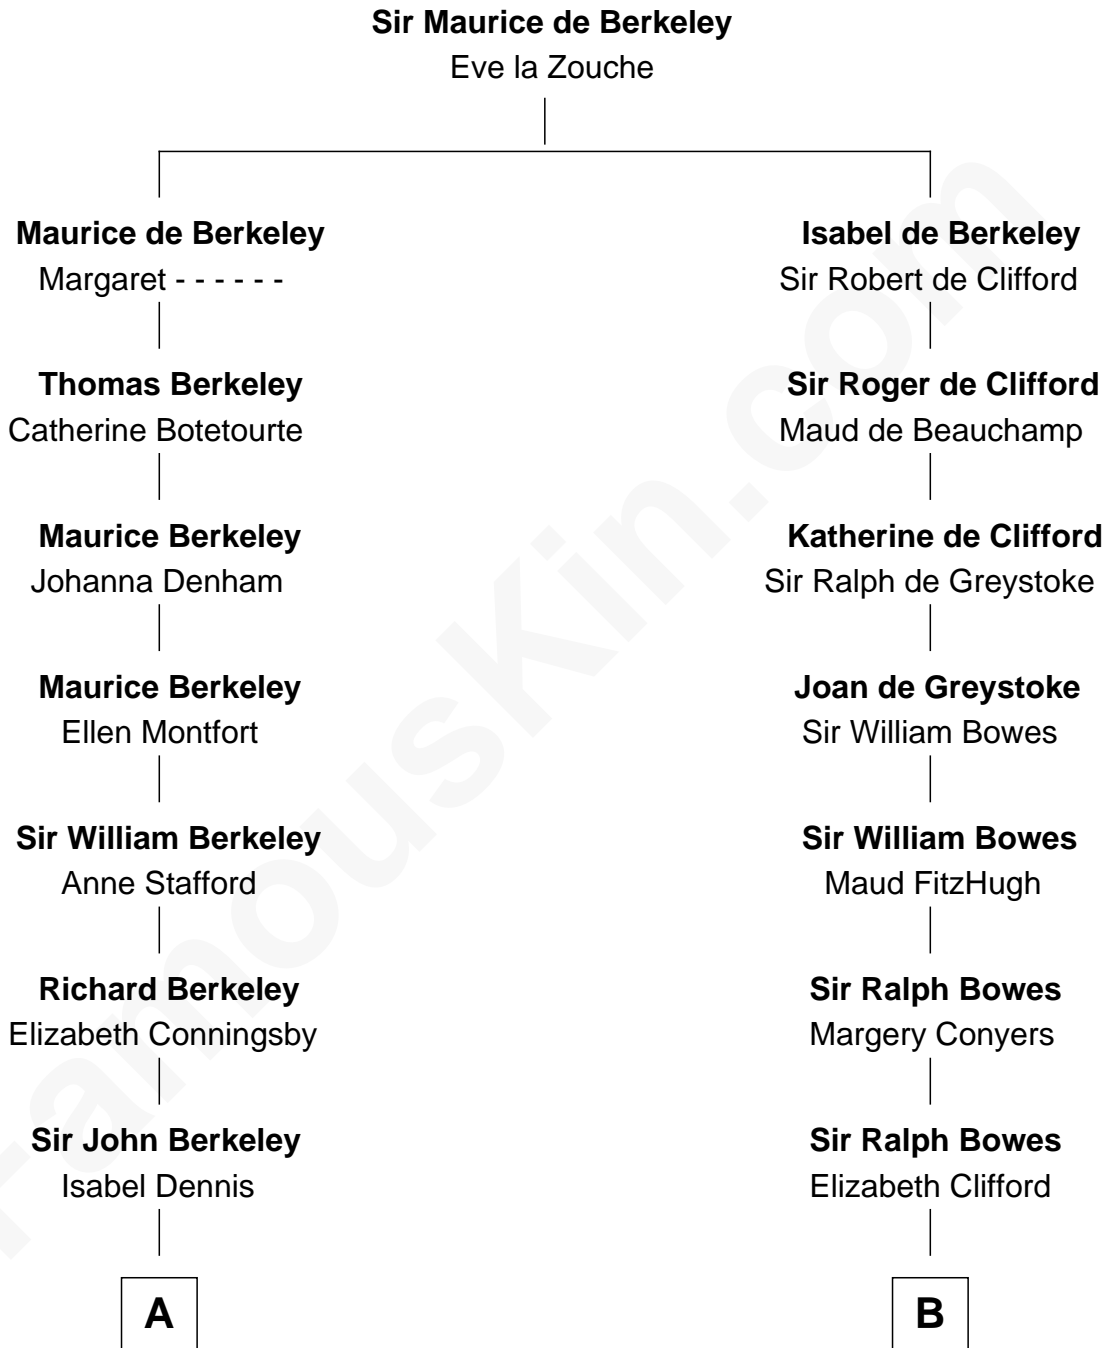 Sir Maurice de Berkeley
Eve la Zouche
Maurice de Berkeley
Margaret - - - - - -
Thomas Berkeley
Catherine Botetourte
Maurice Berkeley
Johanna Denham
Maurice Berkeley
Ellen Montfort
Sir William Berkeley
Anne Stafford
Richard Berkeley
Elizabeth Conningsby
Sir John Berkeley
Isabel Dennis
A
Isabel de Berkeley
Sir Robert de Clifford
Sir Roger de Clifford
Maud de Beauchamp
Katherine de Clifford
Sir Ralph de Greystoke
Joan de Greystoke
Sir William Bowes
Sir William Bowes
Maud FitzHugh
Sir Ralph Bowes
Margery Conyers
Sir Ralph Bowes
Elizabeth Clifford
B
FamousKin.com